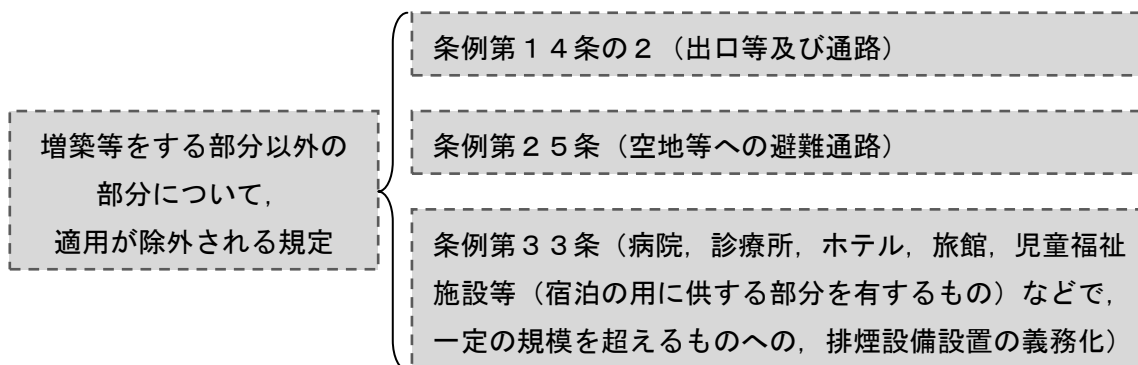 増築等をする部分以外の
部分について，
適用が除外される規定
条例第１４条の２（出口等及び通路）
条例第２５条（空地等への避難通路）
条例第３３条（病院，診療所，ホテル，旅館，児童福祉
施設等（宿泊の用に供する部分を有するもの）などで，
一定の規模を超えるものへの，排煙設備設置の義務化）